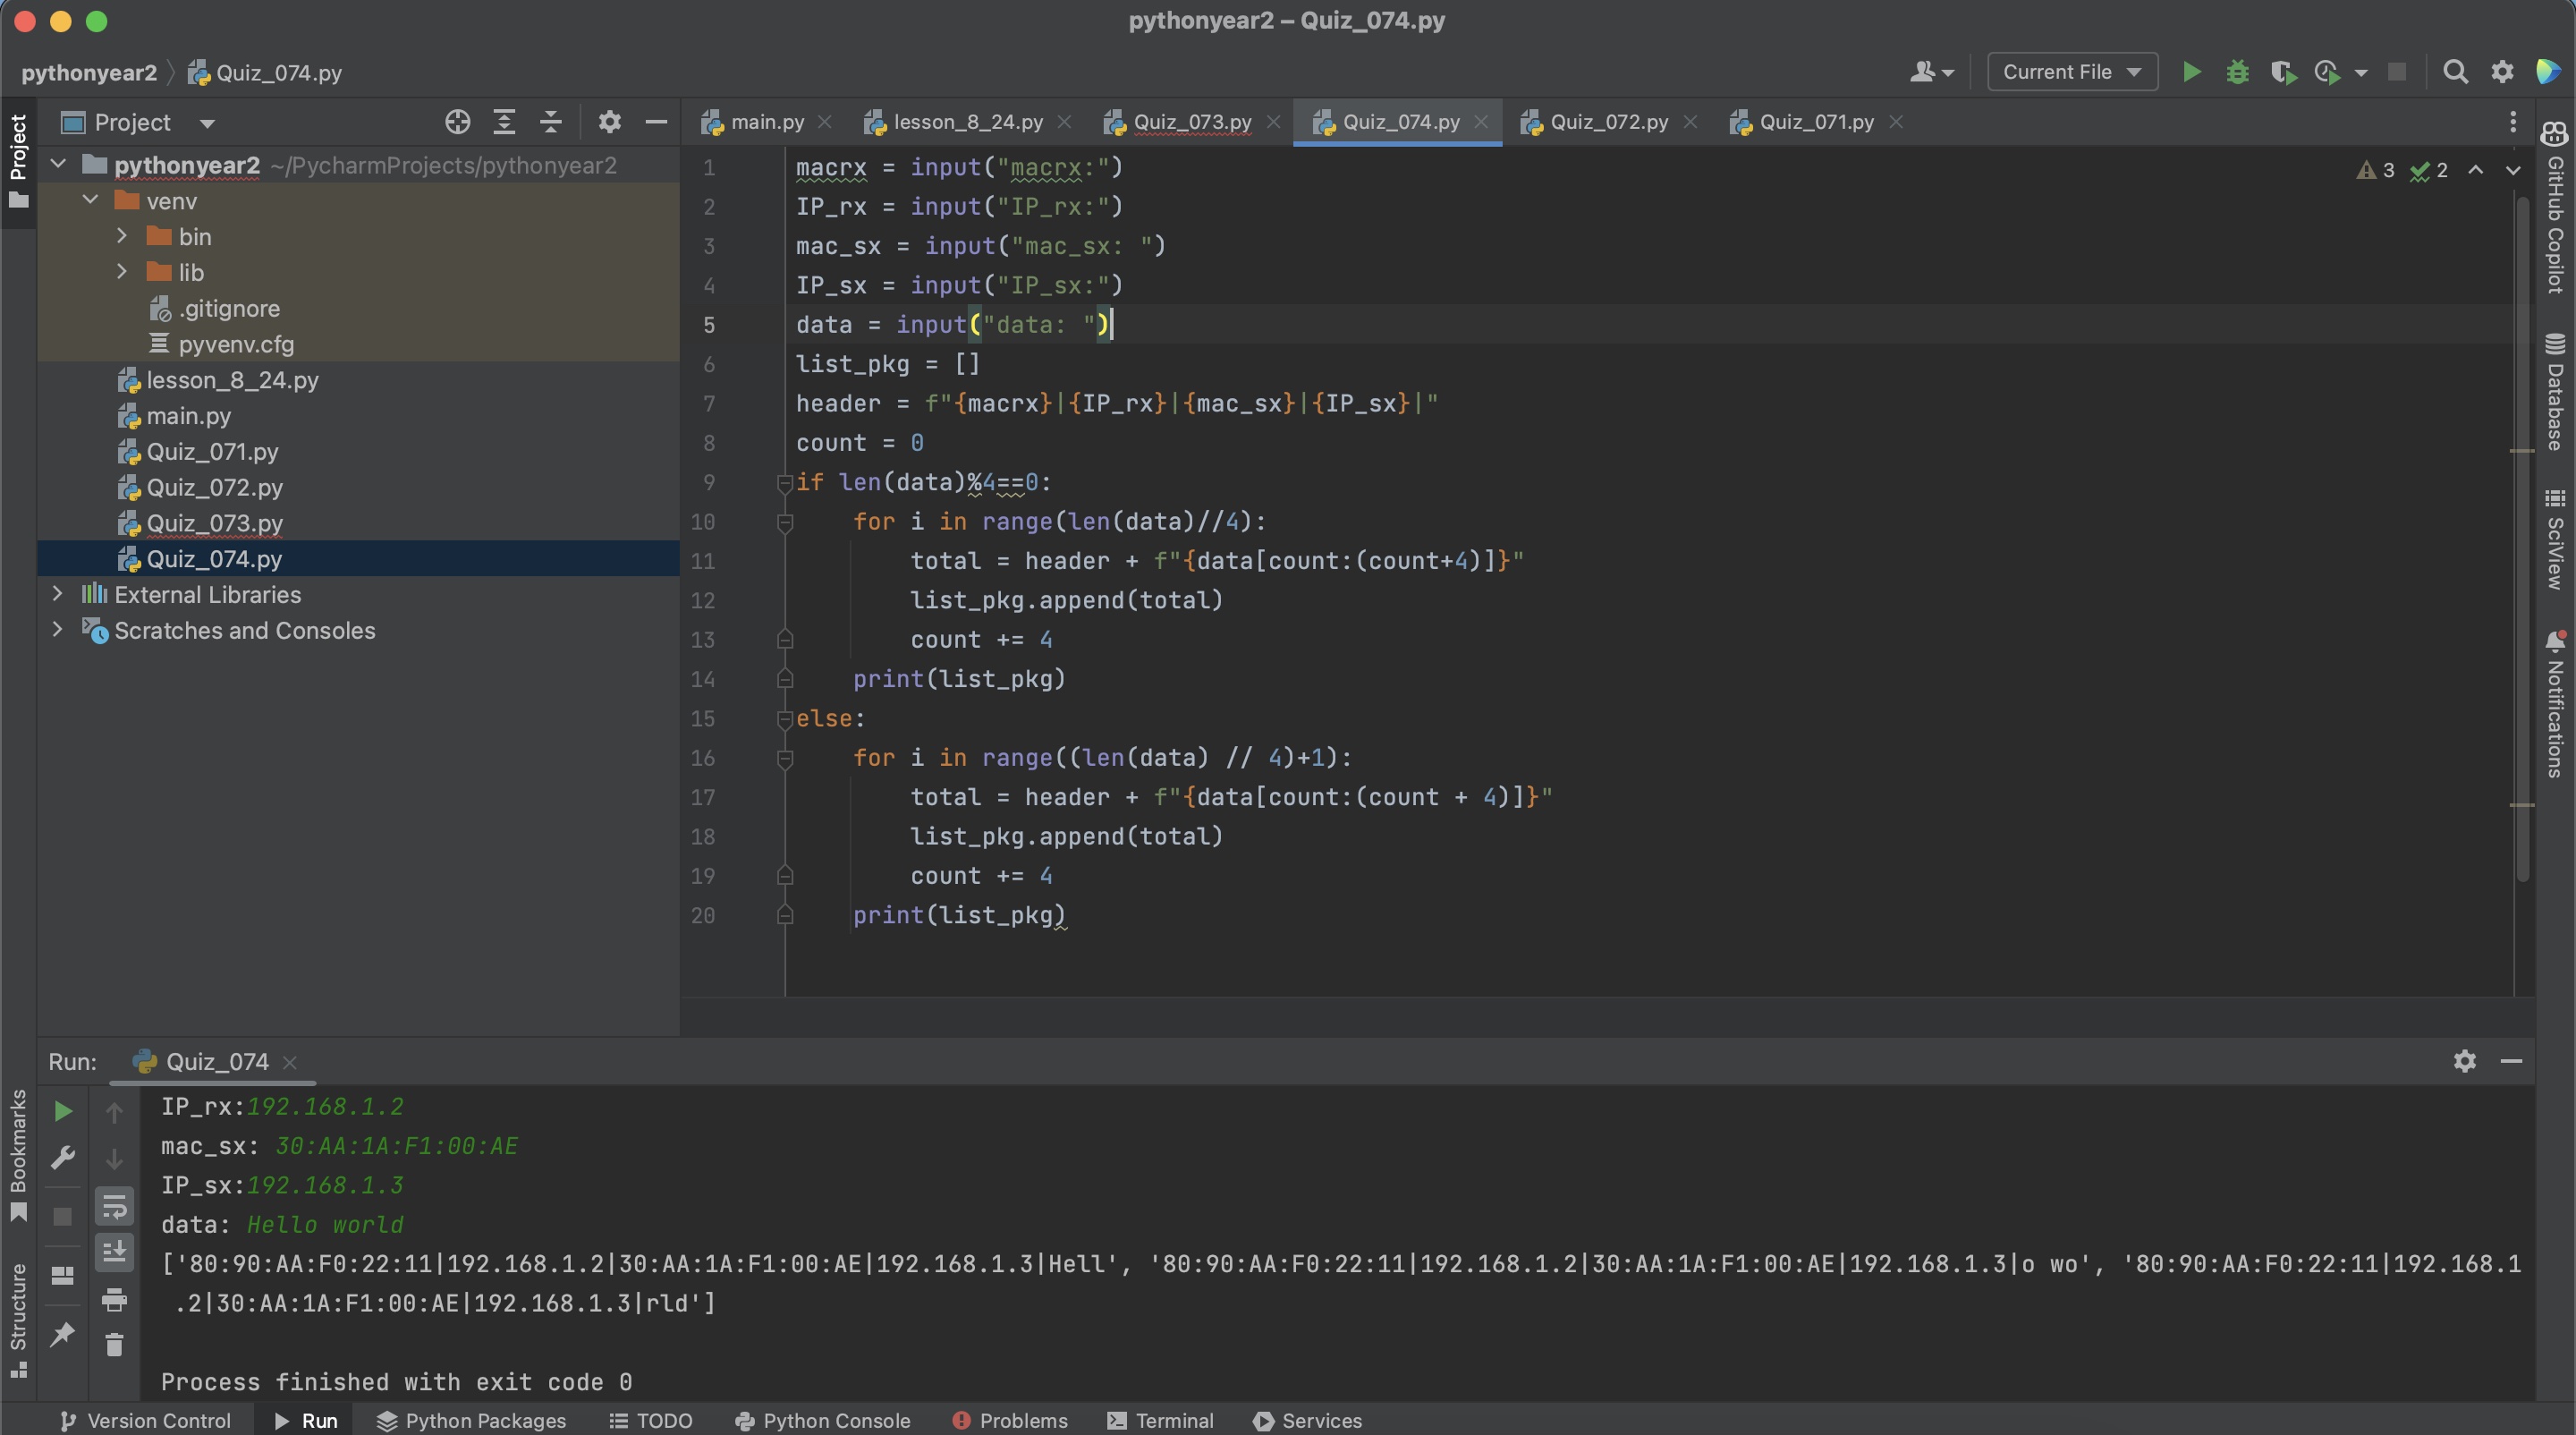 pythonyear2 – Quiz_074.py
pythonyear2 Quiz_074.py
Current File
Project
Project
main.py
lesson_8_24.py
Quiz_073.py
Quiz_074.py
Quiz_072.py
Quiz_071.py
pythonyear2 ~/PycharmProjects/pythonyear2
venv
bin
lib
.gitignore
pyvenv.cfg
lesson_8_24.py
main.py
Quiz_071.py
Quiz_072.py
Quiz_073.py
Quiz_074.py
External Libraries
Scratches and Consoles
3 2
1 macrx = input("macrx:")
2 IP_rx = input("IP_rx:")
3 mac_sx = input("mac_sx: ")
4 IP_sx = input("IP_sx:")
5 data = input("data: ")
6 list_pkg = []
7 header = f"{macrx}|{IP_rx}|{mac_sx}|{IP_sx}|"
8 count = 0
9 if len(data)%4==0:
10     for i in range(len(data)//4):
11         total = header + f"{data[count:(count+4)]}"
12         list_pkg.append(total)
13         count += 4
14     print(list_pkg)
15 else:
16     for i in range((len(data) // 4)+1):
17         total = header + f"{data[count:(count + 4)]}"
18         list_pkg.append(total)
19         count += 4
20     print(list_pkg)
GitHub Copilot
Database
SciView
Notifications
Run: Quiz_074
IP_rx:192.168.1.2
mac_sx: 30:AA:1A:F1:00:AE
IP_sx:192.168.1.3
data: Hello world
['80:90:AA:F0:22:11|192.168.1.2|30:AA:1A:F1:00:AE|192.168.1.3|Hell', '80:90:AA:F0:22:11|192.168.1.2|30:AA:1A:F1:00:AE|192.168.1.3|o wo', '80:90:AA:F0:22:11|192.168.1
.2|30:AA:1A:F1:00:AE|192.168.1.3|rld']
Process finished with exit code 0
Bookmarks
Structure
Version Control
Run
Python Packages
TODO
Python Console
Problems
Terminal
Services